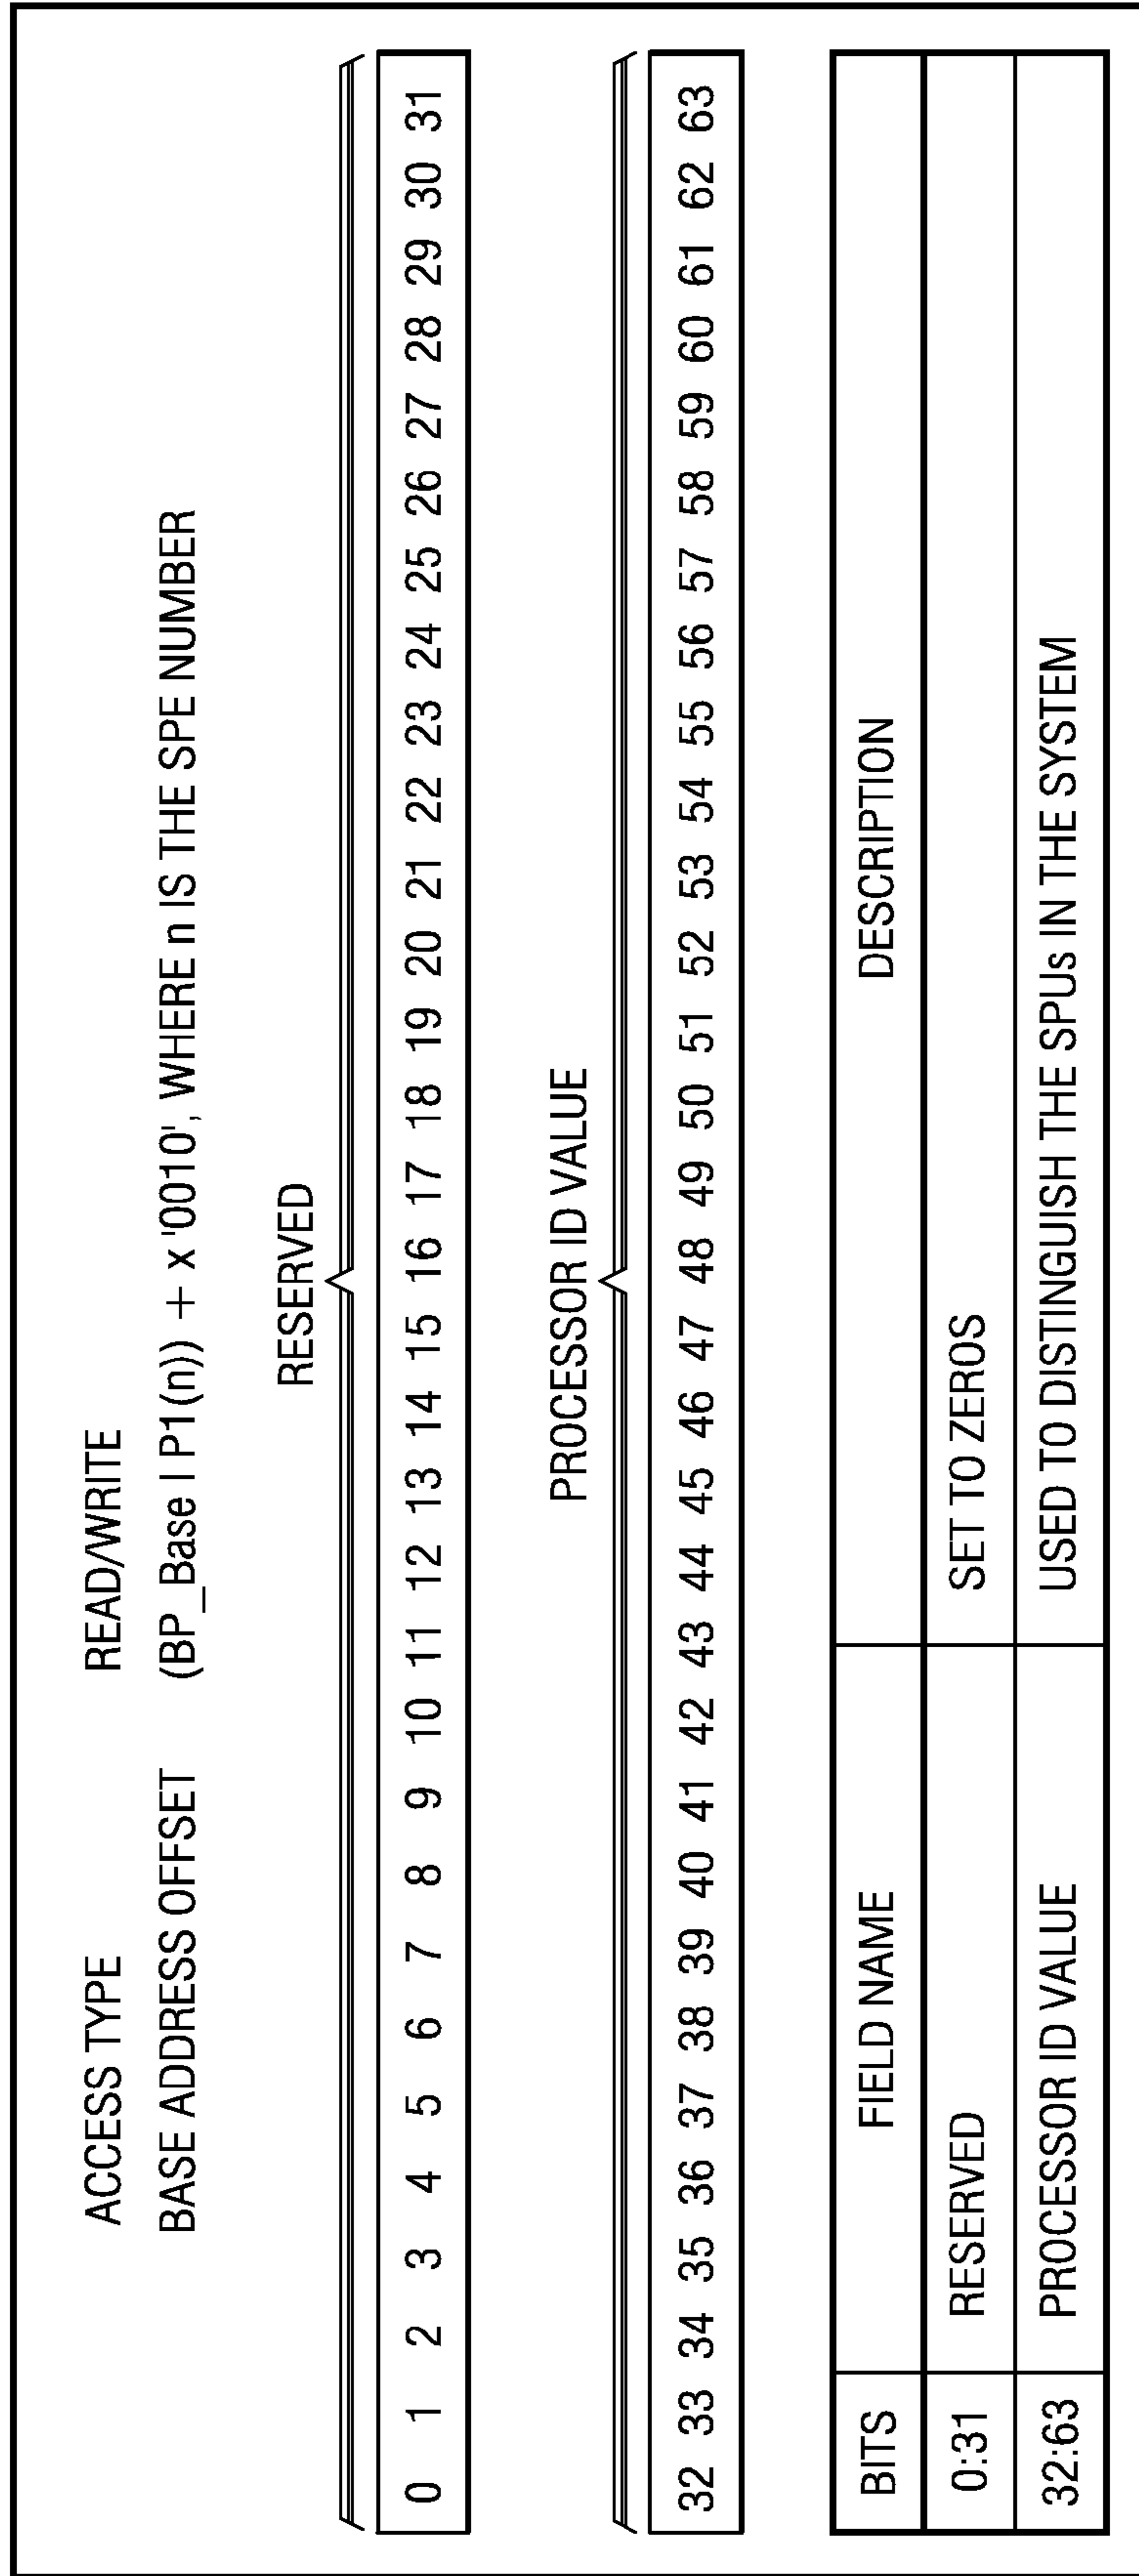 ACCESS TYPE READ/WRITE
BASE ADDRESS OFFSET (BP_Base | P1(n)) + x '0010', WHERE n IS THE SPE NUMBER
RESERVED
0 1 2 3 4 5 6 7 8 9 10 11 12 13 14 15 16 17 18 19 20 21 22 23 24 25 26 27 28 29 30 31
PROCESSOR ID VALUE
32 33 34 35 36 37 38 39 40 41 42 43 44 45 46 47 48 49 50 51 52 53 54 55 56 57 58 59 60 61 62 63
BITS FIELD NAME DESCRIPTION
0:31 RESERVED SET TO ZEROS
32:63 PROCESSOR ID VALUE USED TO DISTINGUISH THE SPUs IN THE SYSTEM